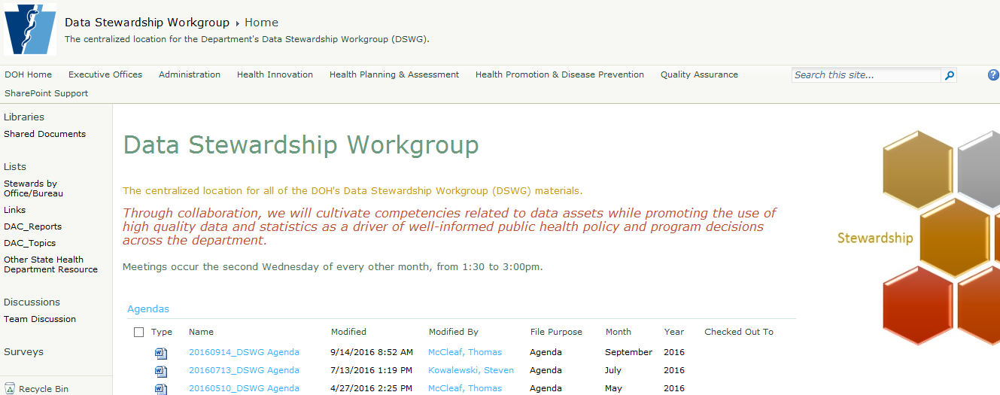 Data Stewardship Workgroup ▸ Home
The centralized location for the Department's Data Stewardship Workgroup (DSWG).
DOH Home Executive Offices Administration Health Innovation Health Planning & Assessment Health Promotion & Disease Prevention Quality Assurance
Search this site...
SharePoint Support
Libraries
Shared Documents
Lists
Stewards by
Office/Bureau
Links
DAC_Reports
DAC_Topics
Other State Health
Department Resource
Discussions
Team Discussion
Surveys
Recycle Bin
Data Stewardship Workgroup
The centralized location for all of the DOH's Data Stewardship Workgroup (DSWG) materials.
Through collaboration, we will cultivate competencies related to data assets while promoting the use of
high quality data and statistics as a driver of well-informed public health policy and program decisions
across the department.
Meetings occur the second Wednesday of every other month, from 1:30 to 3:00pm.
Stewardship
Agendas
Type Name Modified Modified By File Purpose Month Year Checked Out To
20160914_DSWG Agenda 9/14/2016 8:52 AM McCleaf, Thomas Agenda September 2016
20160713_DSWG Agenda 7/13/2016 1:19 PM Kowalewski, Steven Agenda July 2016
20160510_DSWG Agenda 4/27/2016 2:25 PM McCleaf, Thomas Agenda May 2016